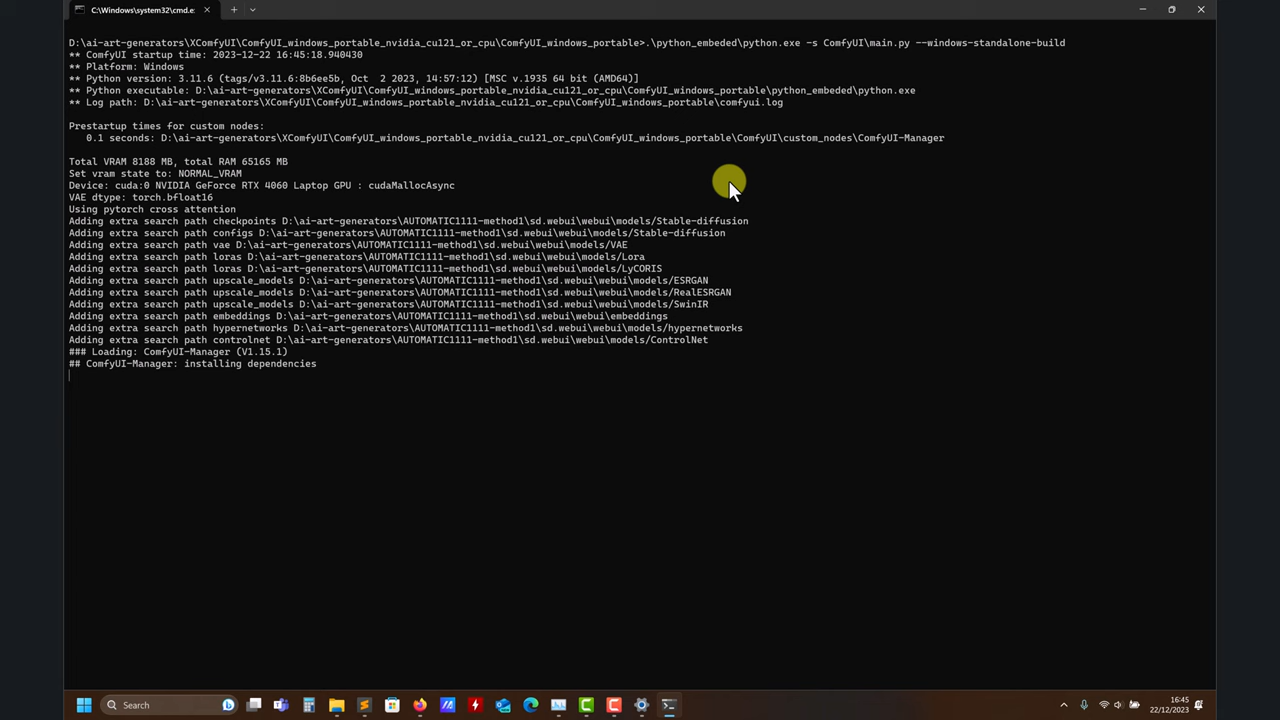 C:\Windows\system32\cmd.e:
D:\ai-art-generators\XComfyUI\ComfyUI_windows_portable_nvidia_cu121_or_cpu\ComfyUI_windows_portable>.\python_embeded\python.exe -s ComfyUI\main.py --windows-standalone-build
** ComfyUI startup time: 2023-12-22 16:45:18.940430
** Platform: Windows
** Python version: 3.11.6 (tags/v3.11.6:8b6ee5b, Oct  2 2023, 14:57:12) [MSC v.1935 64 bit (AMD64)]
** Python executable: D:\ai-art-generators\XComfyUI\ComfyUI_windows_portable_nvidia_cu121_or_cpu\ComfyUI_windows_portable\python_embeded\python.exe
** Log path: D:\ai-art-generators\XComfyUI\ComfyUI_windows_portable_nvidia_cu121_or_cpu\ComfyUI_windows_portable\comfyui.log
Prestartup times for custom nodes:
0.1 seconds: D:\ai-art-generators\XComfyUI\ComfyUI_windows_portable_nvidia_cu121_or_cpu\ComfyUI_windows_portable\ComfyUI\custom_nodes\ComfyUI-Manager
Total VRAM 8188 MB, total RAM 65165 MB
Set vram state to: NORMAL_VRAM
Device: cuda:0 NVIDIA GeForce RTX 4060 Laptop GPU : cudaMallocAsync
VAE dtype: torch.bfloat16
Using pytorch cross attention
Adding extra search path checkpoints D:\ai-art-generators\AUTOMATIC1111-method1\sd.webui\webui\models/Stable-diffusion
Adding extra search path configs D:\ai-art-generators\AUTOMATIC1111-method1\sd.webui\webui\models/Stable-diffusion
Adding extra search path vae D:\ai-art-generators\AUTOMATIC1111-method1\sd.webui\webui\models/VAE
Adding extra search path loras D:\ai-art-generators\AUTOMATIC1111-method1\sd.webui\webui\models/Lora
Adding extra search path loras D:\ai-art-generators\AUTOMATIC1111-method1\sd.webui\webui\models/LyCORIS
Adding extra search path upscale_models D:\ai-art-generators\AUTOMATIC1111-method1\sd.webui\webui\models/ESRGAN
Adding extra search path upscale_models D:\ai-art-generators\AUTOMATIC1111-method1\sd.webui\webui\models/RealESRGAN
Adding extra search path upscale_models D:\ai-art-generators\AUTOMATIC1111-method1\sd.webui\webui\models/SwinIR
Adding extra search path embeddings D:\ai-art-generators\AUTOMATIC1111-method1\sd.webui\webui\embeddings
Adding extra search path hypernetworks D:\ai-art-generators\AUTOMATIC1111-method1\sd.webui\webui\models/hypernetworks
Adding extra search path controlnet D:\ai-art-generators\AUTOMATIC1111-method1\sd.webui\webui\models/ControlNet
### Loading: ComfyUI-Manager (V1.15.1)
## ComfyUI-Manager: installing dependencies
Search
16:45
22/12/2023